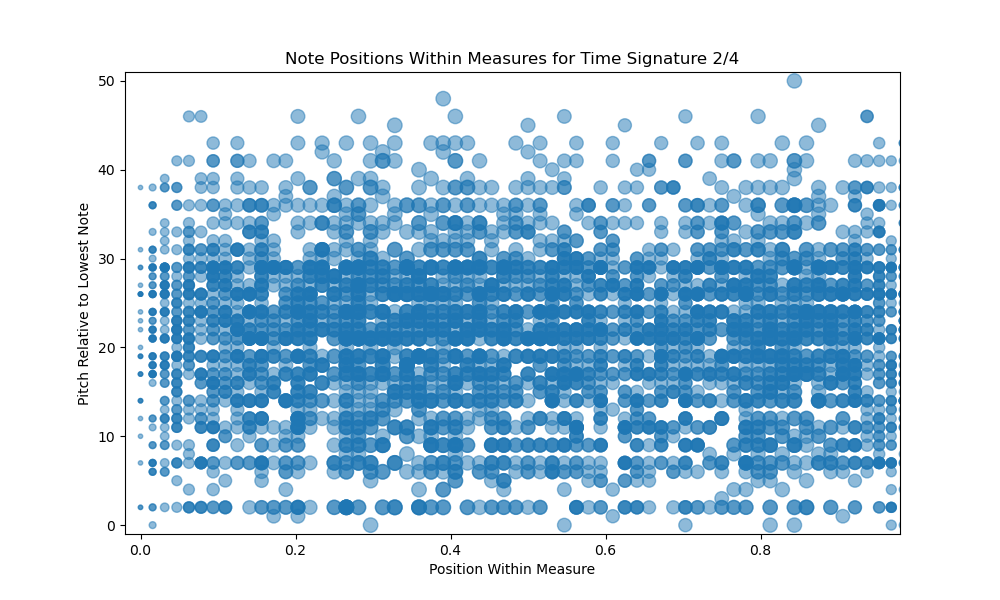 Note Positions Within Measures for Time Signature 2/4
50
40
30
20
10
0
Pitch Relative to Lowest Note
0.0 0.2 0.4 0.6 0.8
Position Within Measure